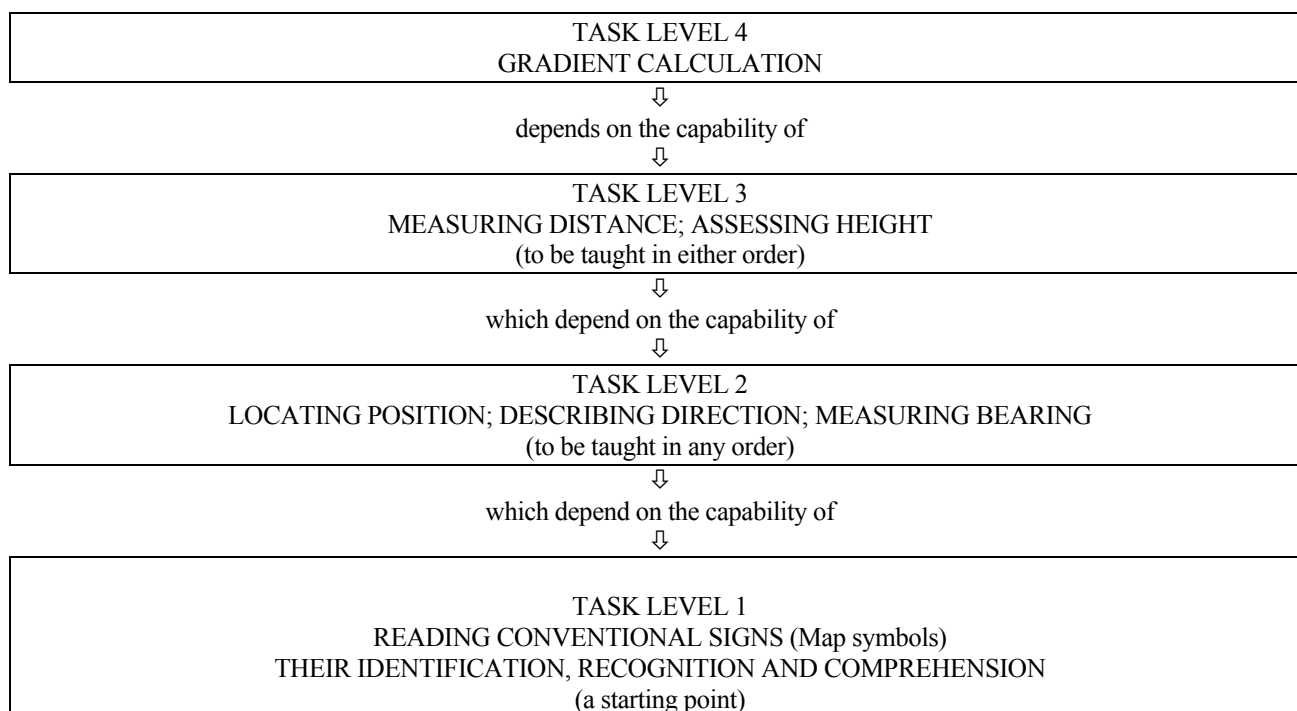 TASK LEVEL 4
GRADIENT CALCULATION
⇩
depends on the capability of
⇩
TASK LEVEL 3
MEASURING DISTANCE; ASSESSING HEIGHT
(to be taught in either order)
⇩
which depend on the capability of
⇩
TASK LEVEL 2
LOCATING POSITION; DESCRIBING DIRECTION; MEASURING BEARING
(to be taught in any order)
⇩
which depend on the capability of
⇩
TASK LEVEL 1
READING CONVENTIONAL SIGNS (Map symbols)
THEIR IDENTIFICATION, RECOGNITION AND COMPREHENSION
(a starting point)